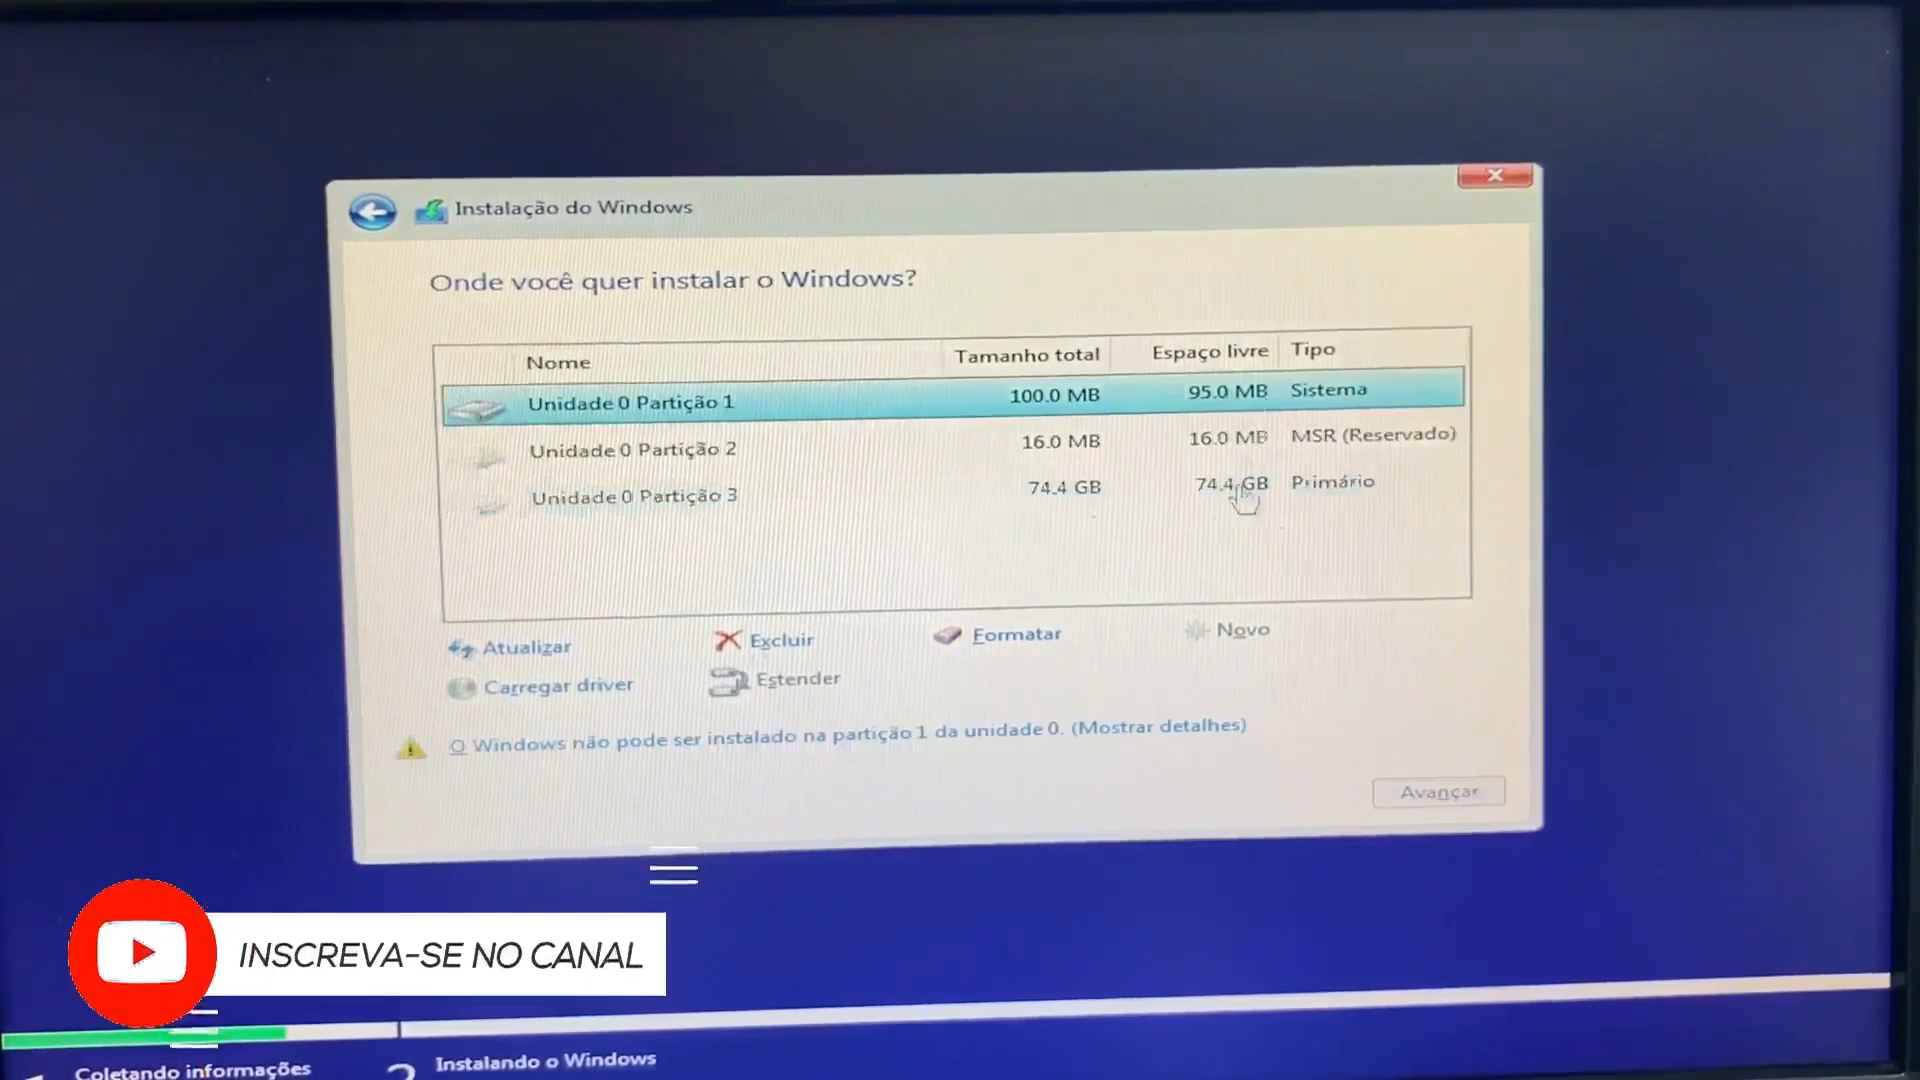 Instalação do Windows
Onde você quer instalar o Windows?
Nome Tamanho total Espaço livre Tipo
Unidade 0 Partição 1 100.0 MB 95.0 MB Sistema
Unidade 0 Partição 2 16.0 MB 16.0 MB MSR (Reservado)
Unidade 0 Partição 3 74.4 GB 74.4 GB Primário
Atualizar Excluir Formatar Novo
Carregar driver Estender
O Windows não pode ser instalado na partição 1 da unidade 0. (Mostrar detalhes)
Avançar
INSCREVA-SE NO CANAL
Coletando informações 2 Instalando o Windows